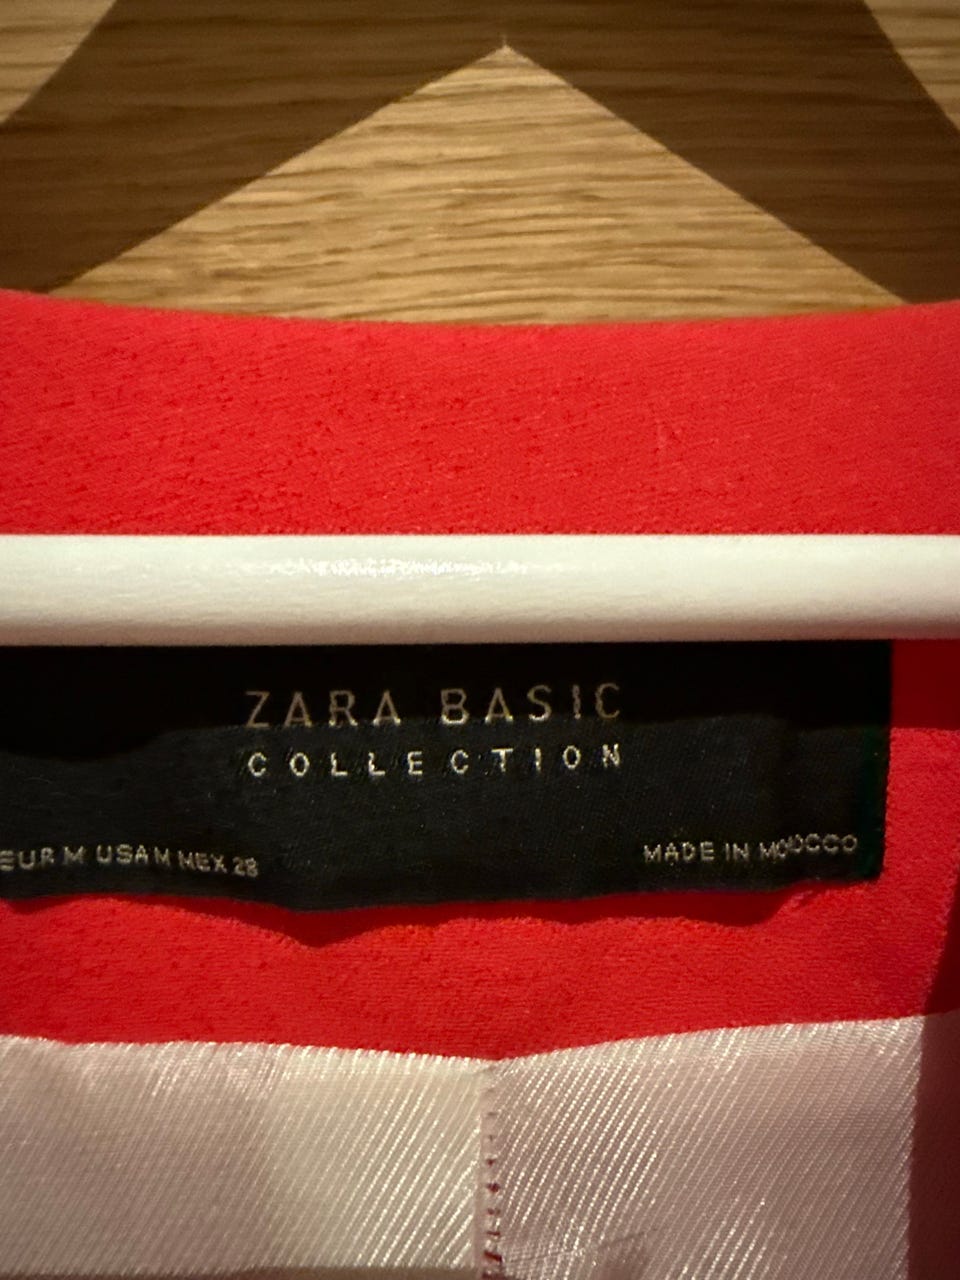 ZARA BASIC
COLLECTION
EUR M USA M MEX 28
MADE IN MOROCCO